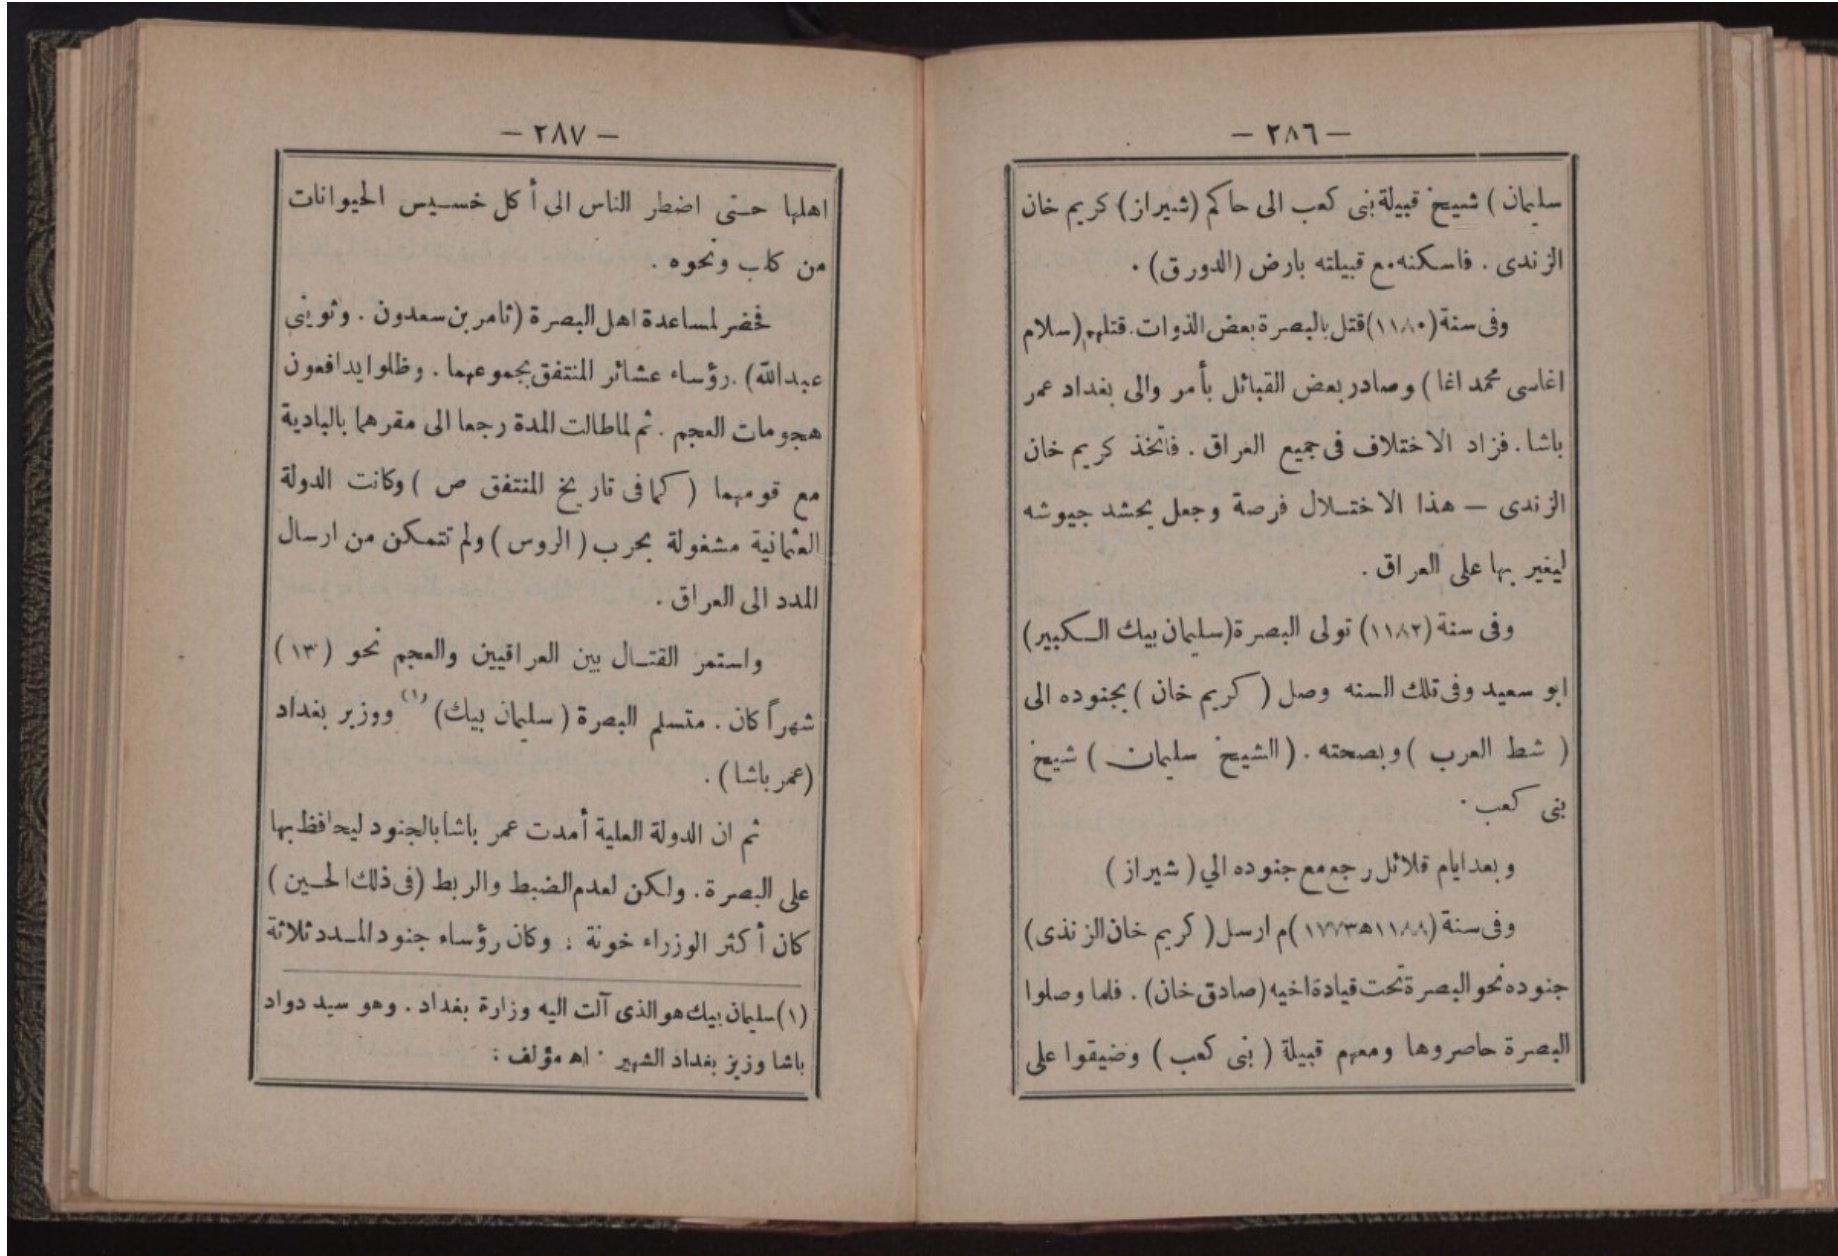 — ٢٨٦ —
سليمان ) شيخ قبيلة بنى كعب الى حاكم (شيراز) كريم خان
الزندى . فاسكنه مع قبيلته بارض (الدورق) .
وفى سنة (١١٨٠) قتل بالبصرة بعض الذوات . قتلهم (سلام
اغاسى محمد اغا ) وصادر بعض القبائل بأمر والى بغداد عمر
باشا . فزاد الاختلاف فى جميع العراق . فاتخذ كريم خان
الزندى — هذا الاختلال فرصة وجعل يحشد جيوشه
ليغير بها على العراق .
وفى سنة (١١٨٢) تولى البصرة (سليمان بيك الكبير)
ابو سعيد وفى تلك السنه وصل ( كريم خان ) بجنوده الى
( شط العرب ) وبصحته . ( الشيخ سليمان ) شيخ
بنى كعب .
وبعد ايام قلائل رجع مع جنوده الي ( شيراز )
وفى سنة (١١٨٨ه١٧٧٣)م ارسل ( كريم خان الزنذى)
جنوده نحو البصرة تحت قيادة اخيه (صادق خان) . فلما وصلوا
البصرة حاصروها ومعهم قبيلة ( بنى كعب ) وضيقوا على
— ٢٨٧ —
اهلها حتى اضطر الناس الى أكل خسيس الحيوانات
من كلب ونحوه .
فحضر لمساعدة اهل البصرة (ثامر بن سعدون . وثوينى
عبدالله) . رؤساء عشائر المنتفق بجموعهما . وظلوا يدافعون
هجومات العجم . ثم لما طالت المدة رجعا الى مقرهما بالبادية
مع قومهما ( كما فى تاريخ المنتفق ص ) وكانت الدولة
العثمانية مشغولة بحرب ( الروس ) ولم تتمكن من ارسال
المدد الى العراق .
واستمر القتال بين العراقيين والعجم نحو (١٣)
شهراً كان . متسلم البصرة ( سليمان بيك) (١) ووزير بغداد
(عمر باشا) .
ثم ان الدولة العلية أمدت عمر باشا بالجنود ليحافظ بها
على البصرة . ولكن لعدم الضبط والربط (فى ذلك الحين )
كان أكثر الوزراء خونة : وكان رؤساء جنود المدد ثلاثة
(١) سليمان بيك هو الذى آلت اليه وزارة بغداد . وهو سيد دواد
باشا وزيز بغداد الشهير . اه مؤلف :